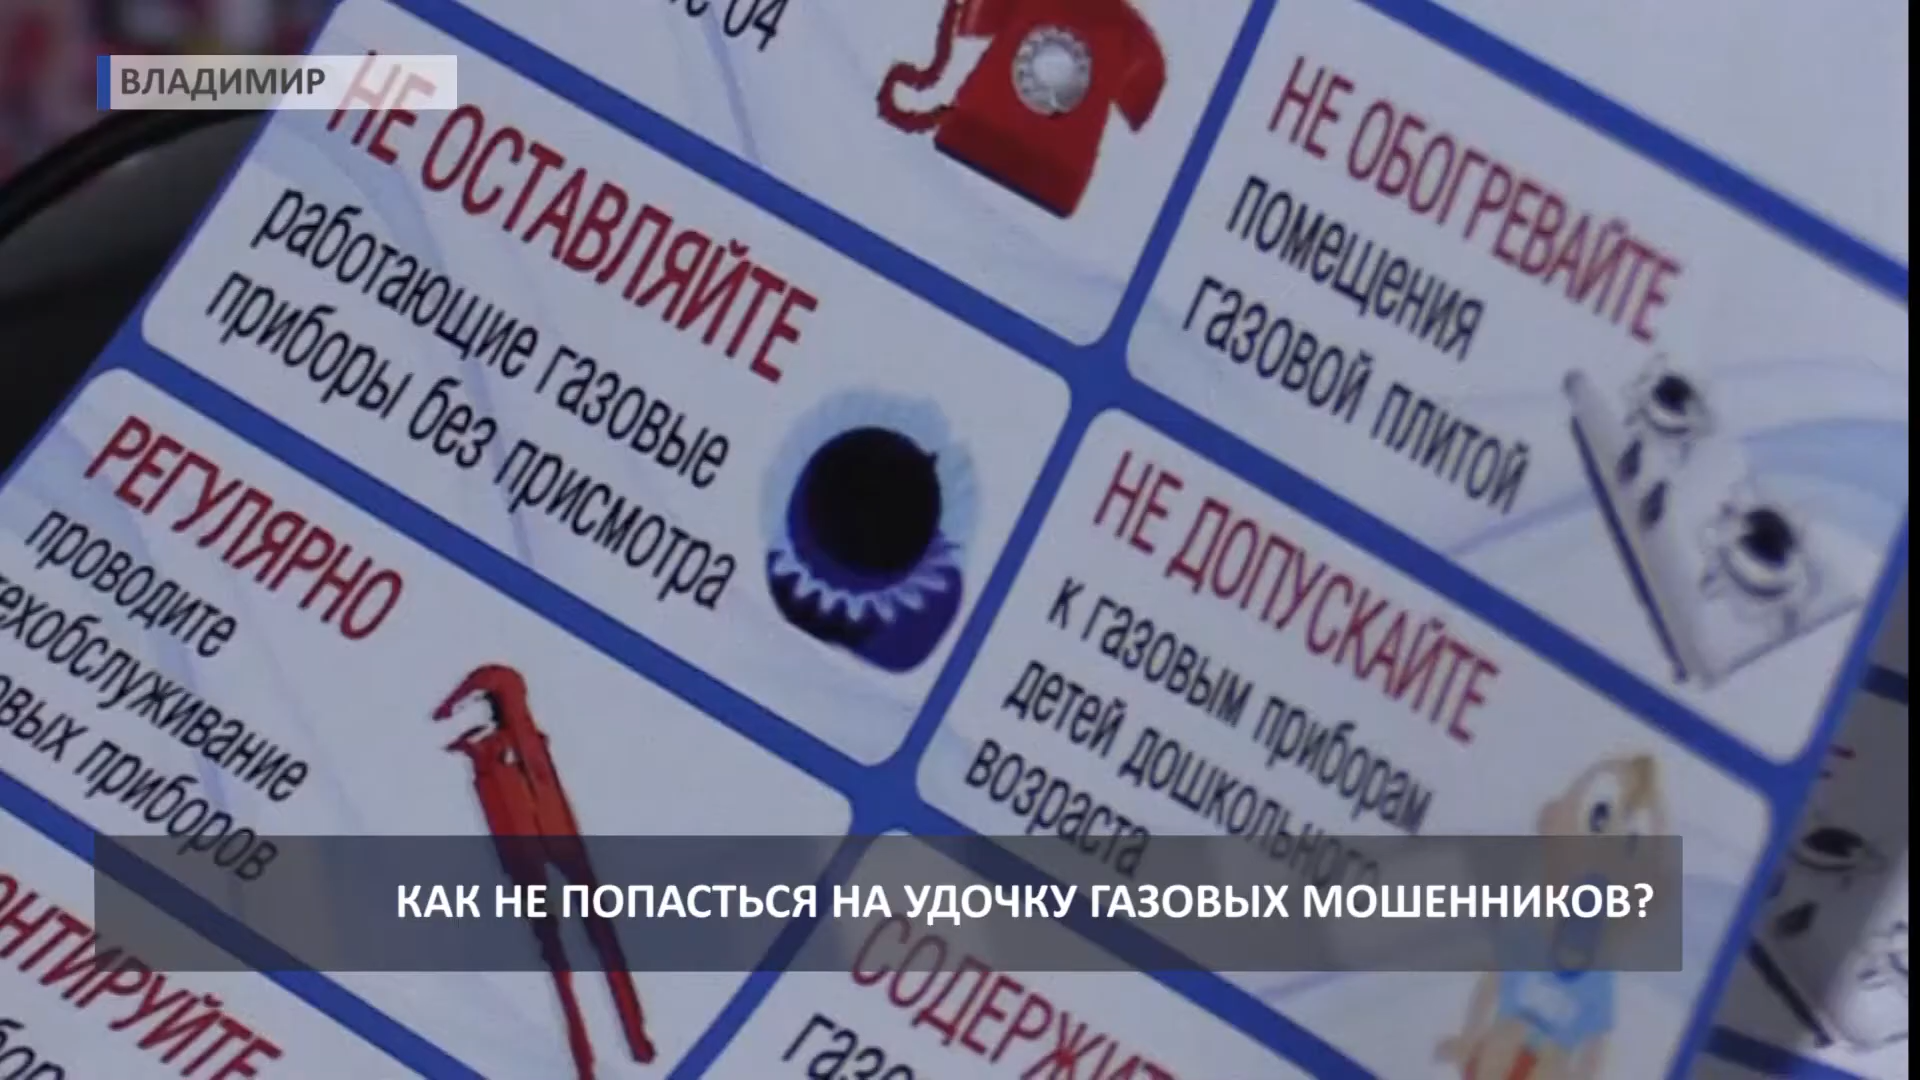 ВЛАДИМИР
04
НЕ ОСТАВЛЯЙТЕ
работающие газовые
приборы без присмотра
НЕ ОБОГРЕВАЙТЕ
помещения
газовой плитой
РЕГУЛЯРНО
проводите
техобслуживание
приборов
НЕ ДОПУСКАЙТЕ
к газовым приборам
детей дошкольного
возраста
КАК НЕ ПОПАСТЬСЯ НА УДОЧКУ ГАЗОВЫХ МОШЕННИКОВ?